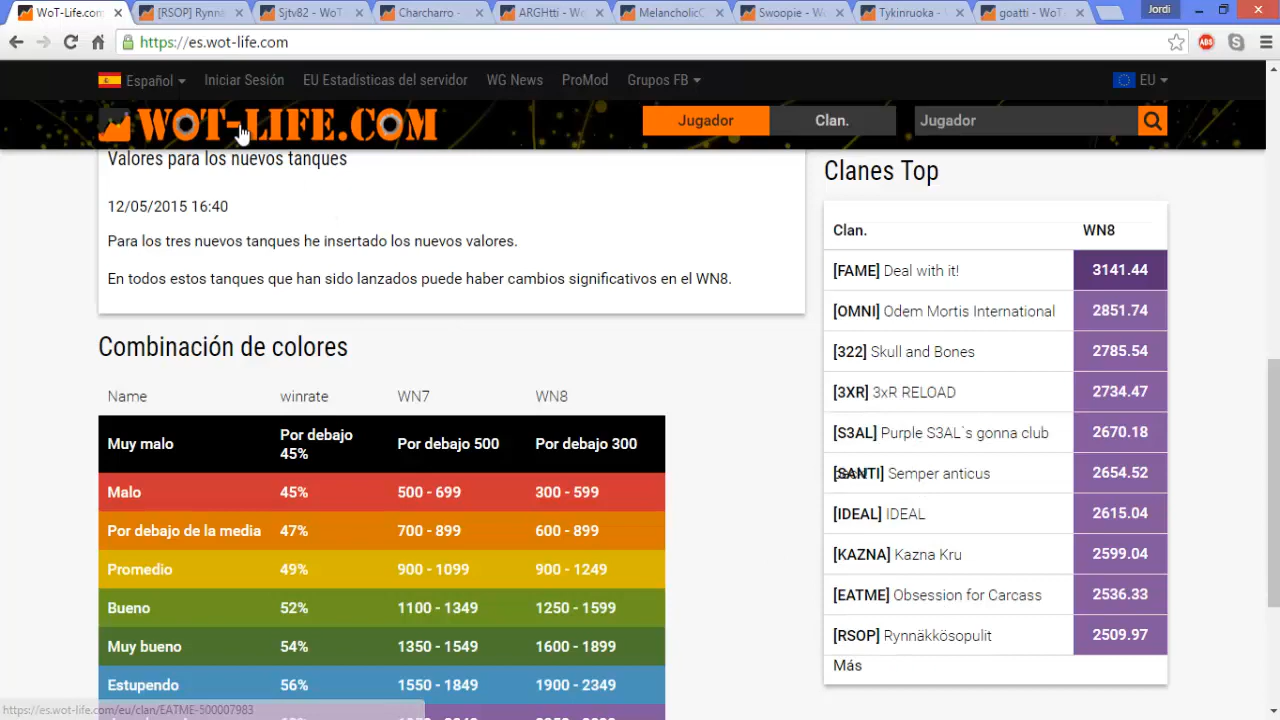 WoT-Life.com
[RSOP] Rynnä
Sjtv82 - WoT
Charcharro -
ARGHtti - We
MelancholicC
Swoopie - We
Tykinruoka -
goatti - WoT
Jordi
https://es.wot-life.com
ABS
Español
Iniciar Sesión
EU Estadísticas del servidor
WG News
ProMod
Grupos FB
EU
WOT-LIFE.COM
Jugador
Clan.
Jugador
Valores para los nuevos tanques
12/05/2015 16:40
Para los tres nuevos tanques he insertado los nuevos valores.
En todos estos tanques que han sido lanzados puede haber cambios significativos en el WN8.
Combinación de colores
Name winrate WN7 WN8
Muy malo Por debajo 45% Por debajo 500 Por debajo 300
Malo 45% 500 - 699 300 - 599
Por debajo de la media 47% 700 - 899 600 - 899
Promedio 49% 900 - 1099 900 - 1249
Bueno 52% 1100 - 1349 1250 - 1599
Muy bueno 54% 1350 - 1549 1600 - 1899
Estupendo 56% 1550 - 1849 1900 - 2349
Clanes Top
Clan. WN8
[FAME] Deal with it! 3141.44
[OMNI] Odem Mortis International 2851.74
[322] Skull and Bones 2785.54
[3XR] 3xR RELOAD 2734.47
[S3AL] Purple S3AL`s gonna club 2670.18
[SANTI] Semper anticus 2654.52
[IDEAL] IDEAL 2615.04
[KAZNA] Kazna Kru 2599.04
[EATME] Obsession for Carcass 2536.33
[RSOP] Rynnäkkösopulit 2509.97
Más
https://es.wot-life.com/eu/clan/EATME-500007983